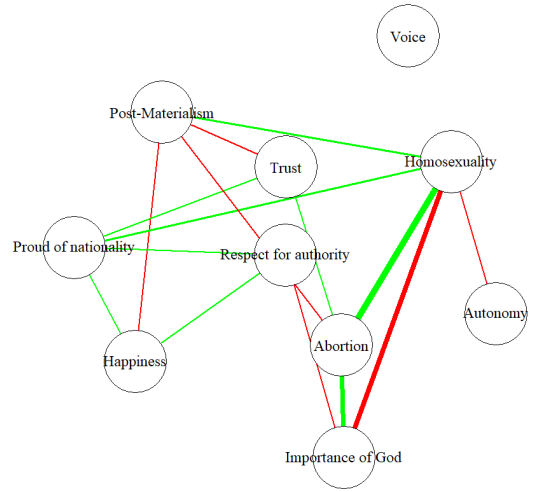 Voice
Post-Materialism
Homosexuality
Trust
Proud of nationality
Respect for authority
Autonomy
Abortion
Happiness
Importance of God